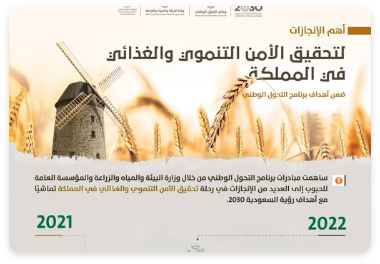 أهم الإنجازات
لتحقيق الأمن التنموي والغذائي
في المملكة
ضمن أهداف برنامج التحول الوطني
ساهمت مبادرات برنامج التحول الوطني من خلال وزارة البيئة والمياه والزراعة والمؤسسة العامة
للحبوب إلى العديد من الإنجازات في رحلة تحقيق الأمن التنموي والغذائي في المملكة تماشيًا
مع أهداف رؤية السعودية 2030.
2022
2021